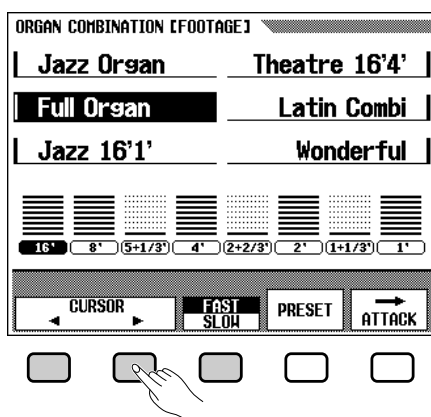 ORGAN COMBINATION [FOOTAGE]
Jazz Organ Theatre 16'4'
Full Organ Latin Combi
Jazz 16'1' Wonderful
16' 8' (5+1/3') 4' (2+2/3') 2' (1+1/3') 1'
CURSOR FAST PRESET ATTACK
SLOW